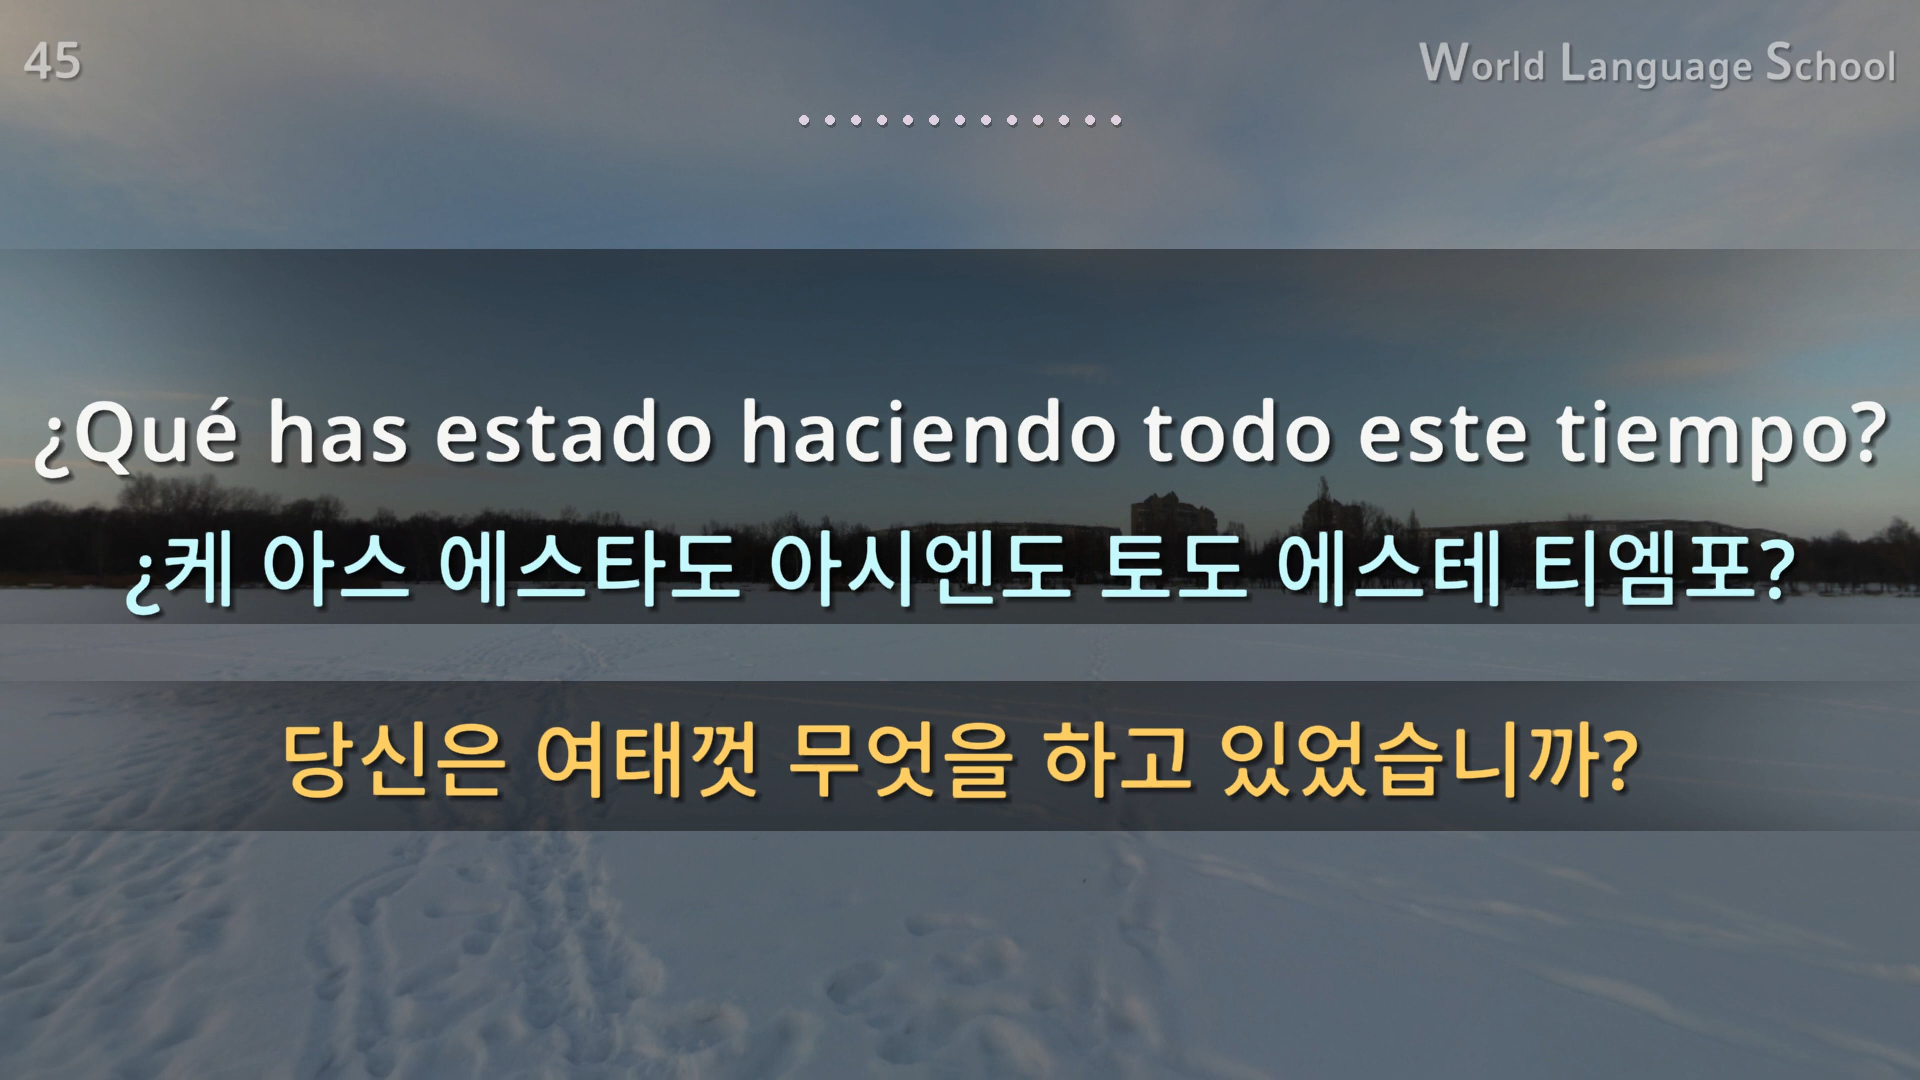 45
World Language School
¿Qué has estado haciendo todo este tiempo?
¿케 아스 에스타도 아시엔도 토도 에스테 티엠포?
당신은 여태껏 무엇을 하고 있었습니까?